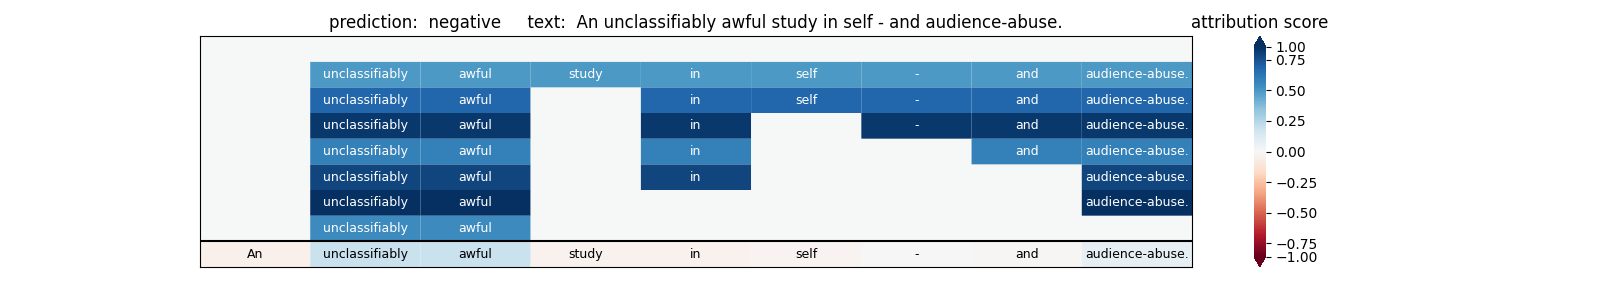 prediction:  negative     text:  An unclassifiably awful study in self - and audience-abuse.
attribution score
unclassifiably awful study in self - and audience-abuse.
unclassifiably awful in self - and audience-abuse.
unclassifiably awful in - and audience-abuse.
unclassifiably awful in and audience-abuse.
unclassifiably awful in audience-abuse.
unclassifiably awful audience-abuse.
unclassifiably awful
An unclassifiably awful study in self - and audience-abuse.
1.00
0.75
0.50
0.25
0.00
−0.25
−0.50
−0.75
−1.00